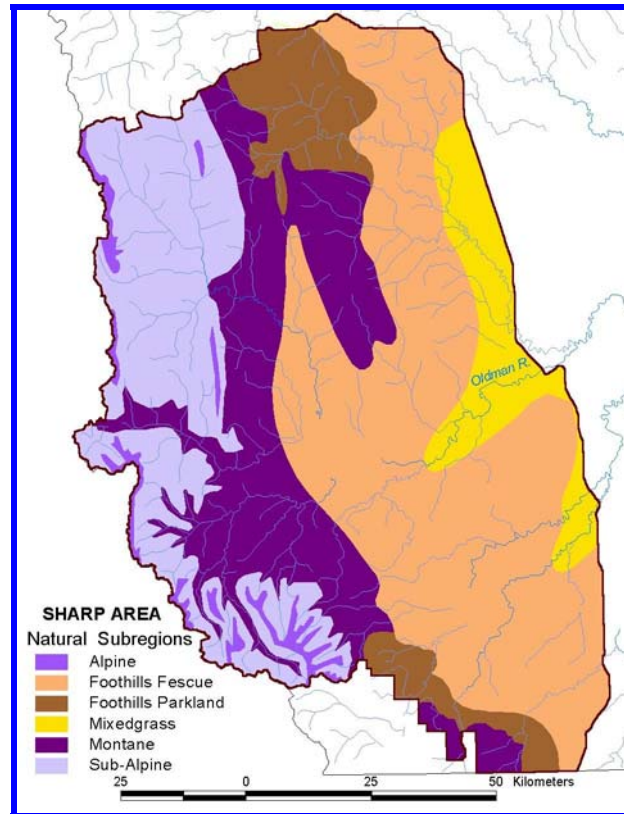 Oldman R.
SHARP AREA
Natural Subregions
Alpine
Foothills Fescue
Foothills Parkland
Mixedgrass
Montane
Sub-Alpine
25 0 25 50 Kilometers